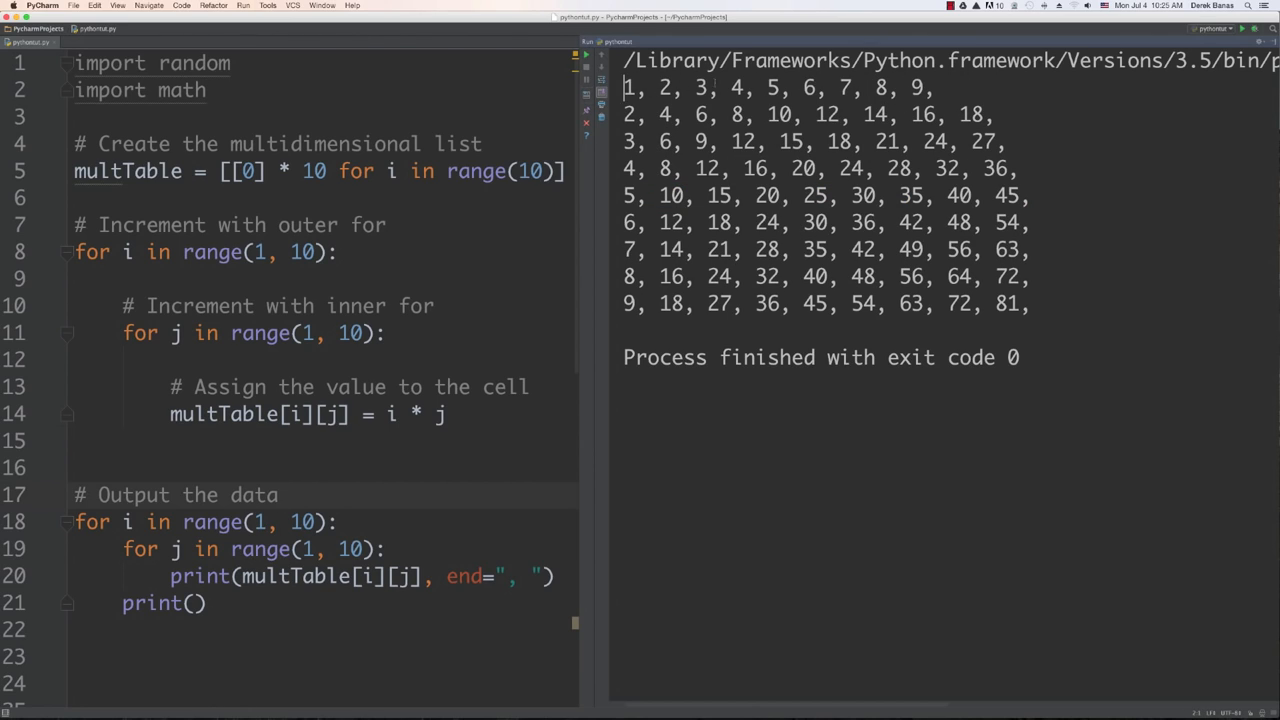 PyCharm File Edit View Navigate Code Refactor Run Tools VCS Window Help 10 Mon Jul 4 10:25 AM Derek Banas
pythontut.py - PycharmProjects - [~/PycharmProjects]
PycharmProjects pythontut.py pythontut
pythontut.py
Run pythontut
1 import random
2 import math
3
4 # Create the multidimensional list
5 multTable = [[0] * 10 for i in range(10)]
6
7 # Increment with outer for
8 for i in range(1, 10):
9
10 # Increment with inner for
11 for j in range(1, 10):
12
13 # Assign the value to the cell
14 multTable[i][j] = i * j
15
16
17 # Output the data
18 for i in range(1, 10):
19 for j in range(1, 10):
20 print(multTable[i][j], end=", ")
21 print()
22
23
24
/Library/Frameworks/Python.framework/Versions/3.5/bin/p
1, 2, 3, 4, 5, 6, 7, 8, 9,
2, 4, 6, 8, 10, 12, 14, 16, 18,
3, 6, 9, 12, 15, 18, 21, 24, 27,
4, 8, 12, 16, 20, 24, 28, 32, 36,
5, 10, 15, 20, 25, 30, 35, 40, 45,
6, 12, 18, 24, 30, 36, 42, 48, 54,
7, 14, 21, 28, 35, 42, 49, 56, 63,
8, 16, 24, 32, 40, 48, 56, 64, 72,
9, 18, 27, 36, 45, 54, 63, 72, 81,
Process finished with exit code 0
2:1 LF÷ UTF-8÷